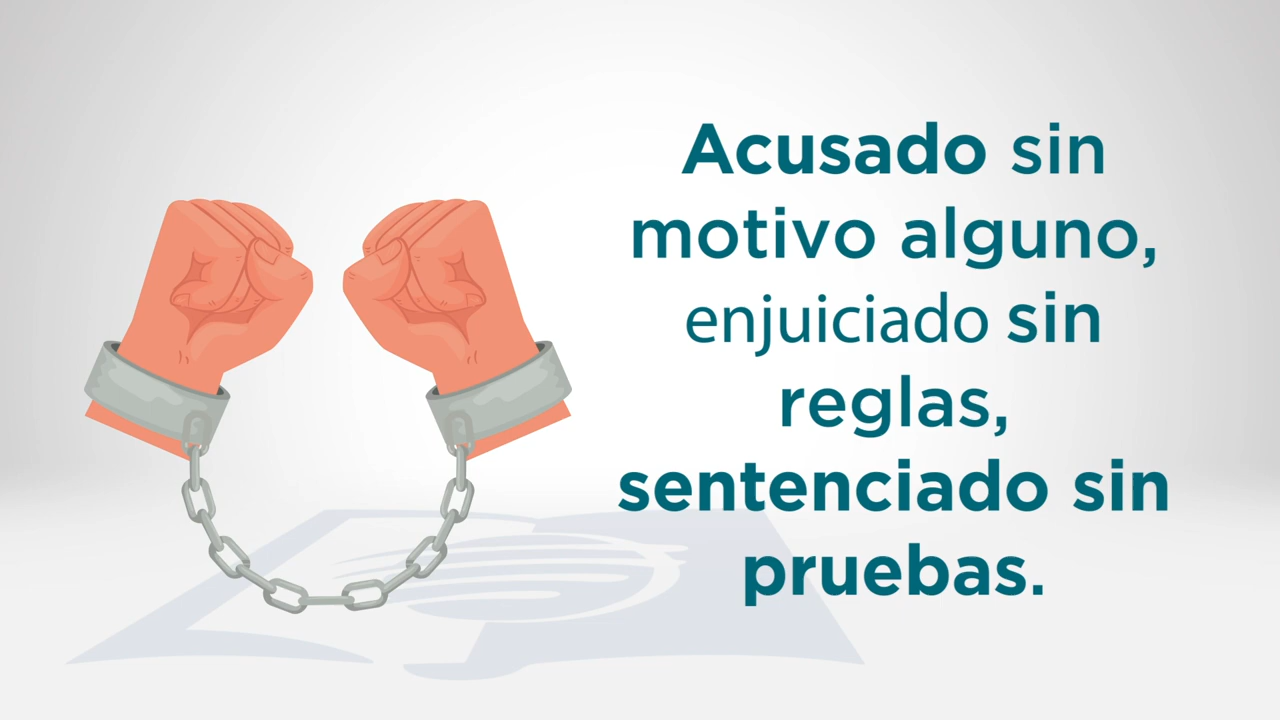 Acusado sin
motivo alguno,
enjuiciado sin
reglas,
sentenciado sin
pruebas.